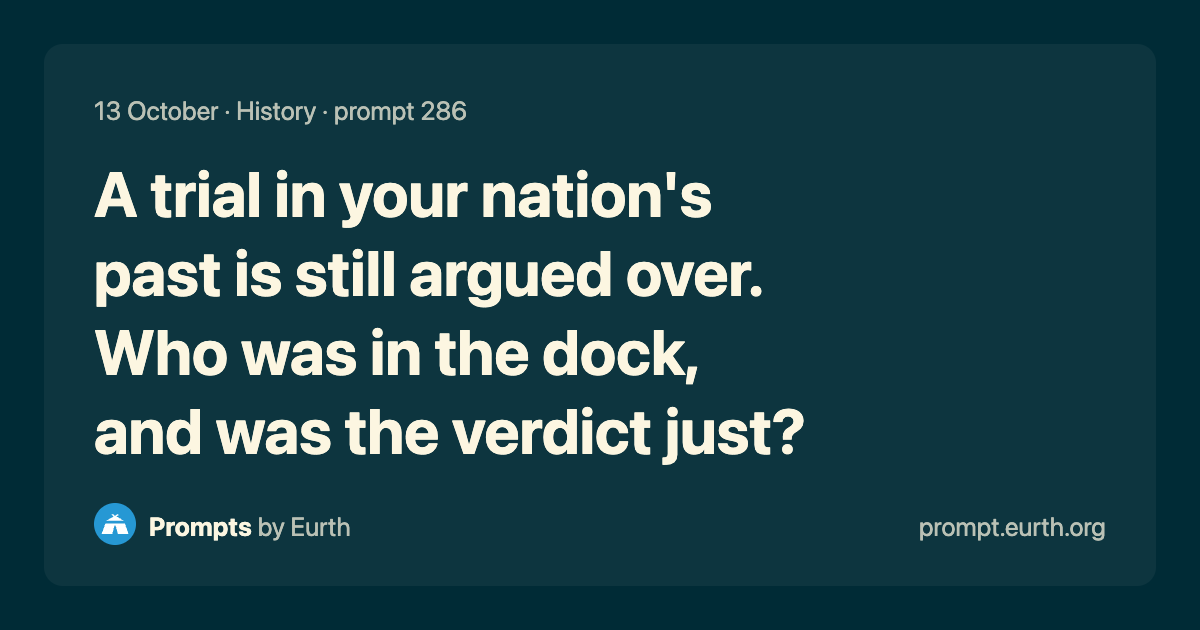 13 October · History · prompt 286
A trial in your nation's
past is still argued over.
Who was in the dock,
and was the verdict just?
Prompts by Eurth
prompt.eurth.org